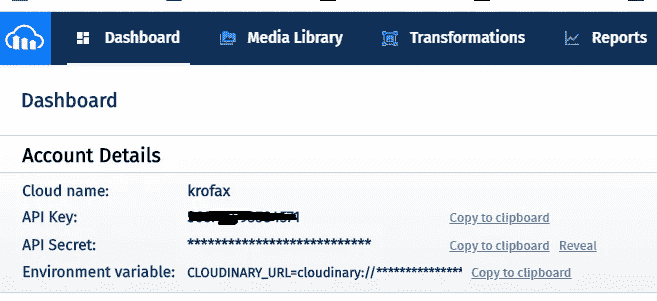 Dashboard Media Library Transformations Reports
Dashboard
Account Details
Cloud name: krofax
API Key: Copy to clipboard
API Secret: *************************** Copy to clipboard Reveal
Environment variable: CLOUDINARY_URL=cloudinary://*************** Copy to clipboard